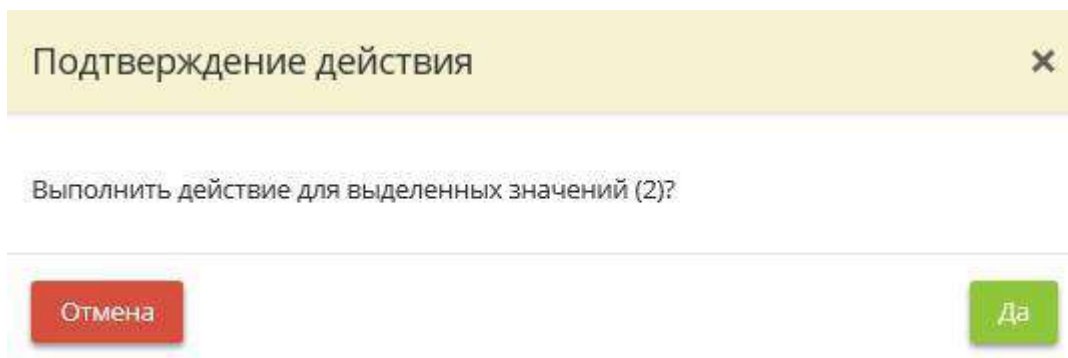 Подтверждение действия
Выполнить действие для выделенных значений (2)?
Отмена
Да